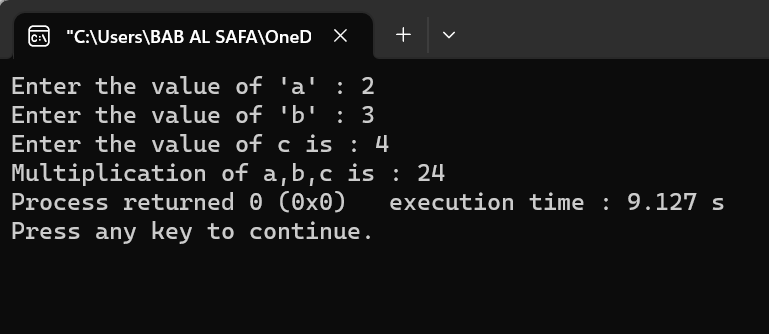 "C:\Users\BAB AL SAFA\OneD
Enter the value of 'a' : 2
Enter the value of 'b' : 3
Enter the value of c is : 4
Multiplication of a,b,c is : 24
Process returned 0 (0x0)   execution time : 9.127 s
Press any key to continue.